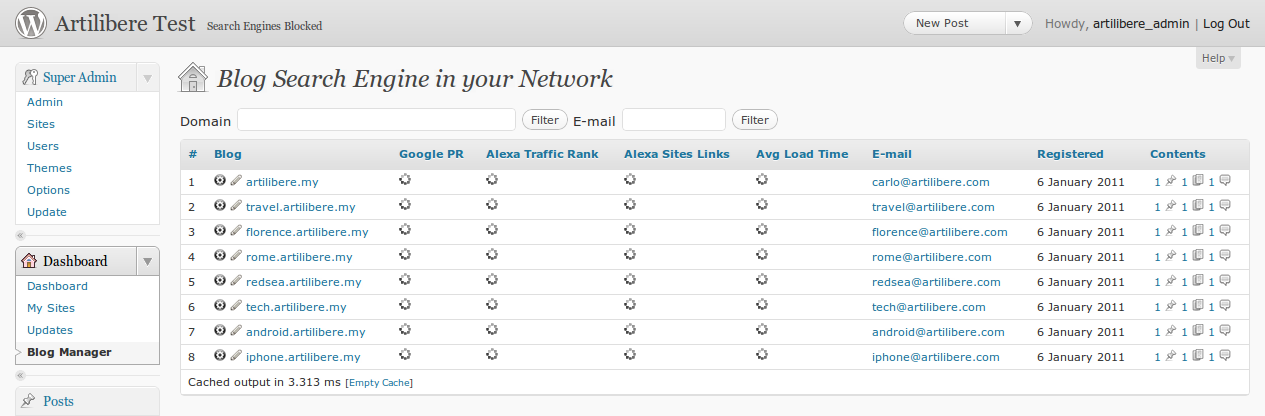 Artilibere Test Search Engines Blocked New Post Howdy, artilibere_admin | Log Out
Help
Super Admin
Admin
Sites
Users
Themes
Options
Update
Dashboard
Dashboard
My Sites
Updates
Blog Manager
Posts
Blog Search Engine in your Network
Domain Filter E-mail Filter
# Blog Google PR Alexa Traffic Rank Alexa Sites Links Avg Load Time E-mail Registered Contents
1 artilibere.my carlo@artilibere.com 6 January 2011 1 1 1
2 travel.artilibere.my travel@artilibere.com 6 January 2011 1 1 1
3 florence.artilibere.my florence@artilibere.com 6 January 2011 1 1 1
4 rome.artilibere.my rome@artilibere.com 6 January 2011 1 1 1
5 redsea.artilibere.my redsea@artilibere.com 6 January 2011 1 1 1
6 tech.artilibere.my tech@artilibere.com 6 January 2011 1 1 1
7 android.artilibere.my android@artilibere.com 6 January 2011 1 1 1
8 iphone.artilibere.my iphone@artilibere.com 6 January 2011 1 1 1
Cached output in 3.313 ms [Empty Cache]